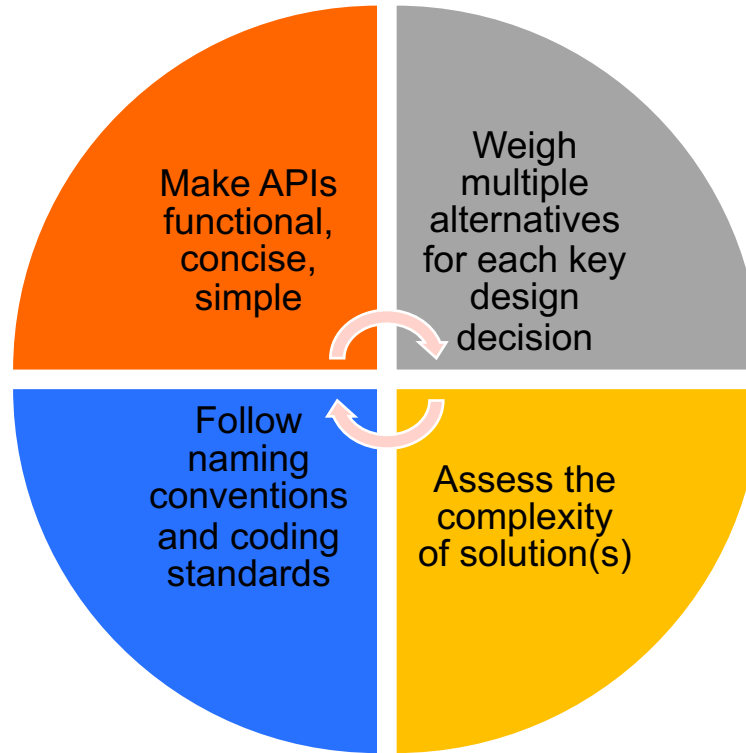 Make APIs
functional,
concise,
simple
Weigh
multiple
alternatives
for each key
design
decision
Follow
naming
conventions
and coding
standards
Assess the
complexity
of solution(s)